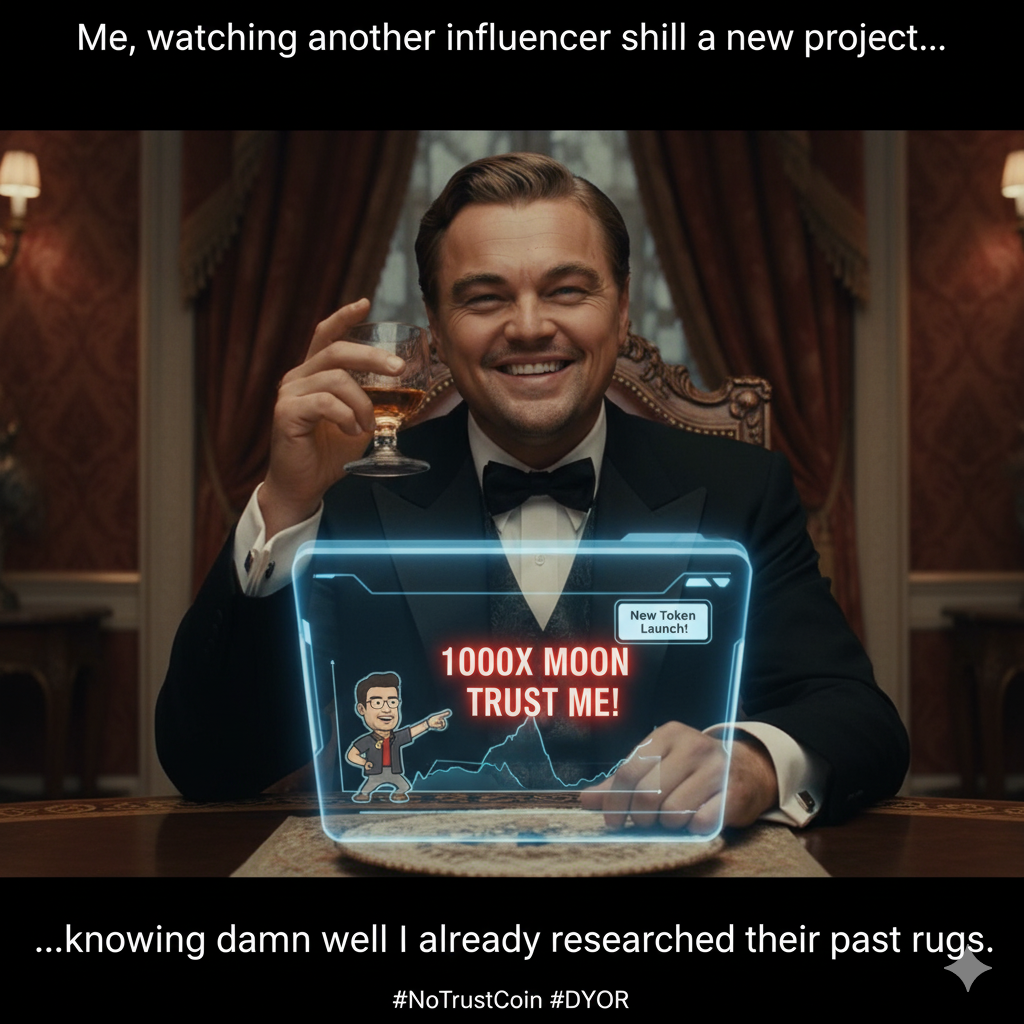 Me, watching another influencer shill a new project...
New Token
Launch!
1000X MOON
TRUST ME!
...knowing damn well I already researched their past rugs.
#NoTrustCoin #DYOR